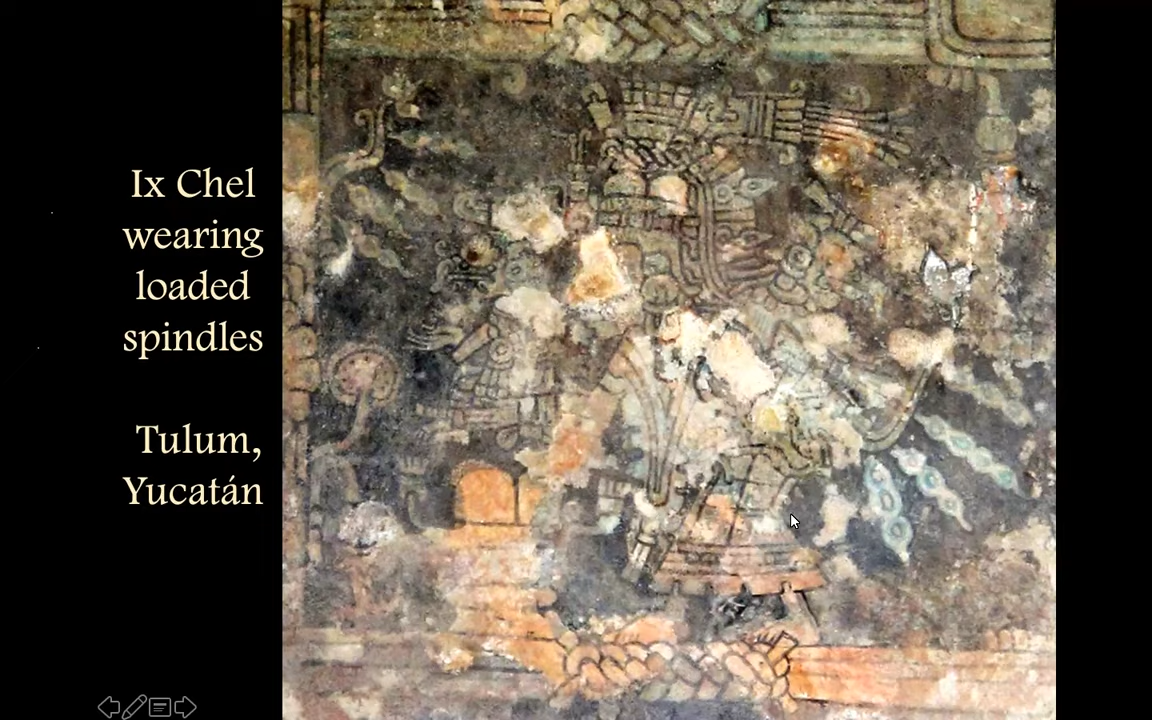 Ix Chel
wearing
loaded
spindles
Tulum,
Yucatán